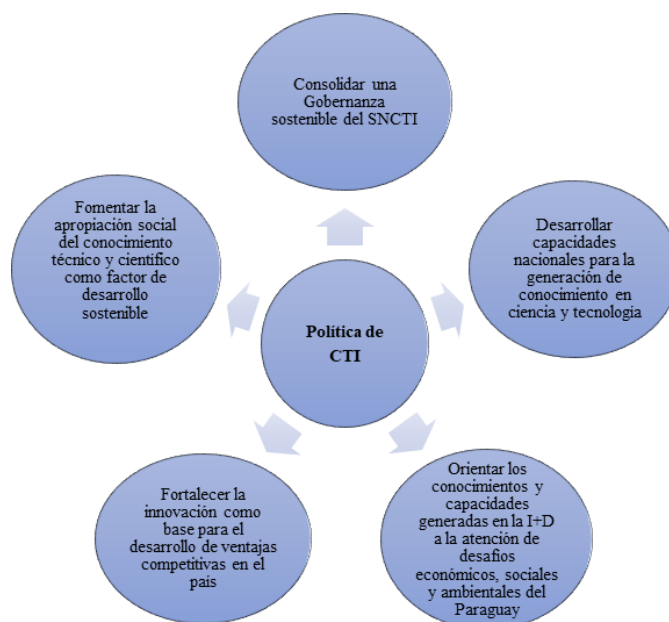 Consolidar una
Gobernanza
sostenible del SNCTI
Fomentar la
apropiación social
del conocimiento
técnico y científico
como factor de
desarrollo
sostenible
Desarrollar
capacidades
nacionales para la
generación de
conocimiento en
ciencia y tecnología
Política de
CTI
Fortalecer la
innovación como
base para el
desarrollo de ventajas
competitivas en el
país
Orientar los
conocimientos y
capacidades
generadas en la I+D
a la atención de
desafíos
económicos, sociales
y ambientales del
Paraguay